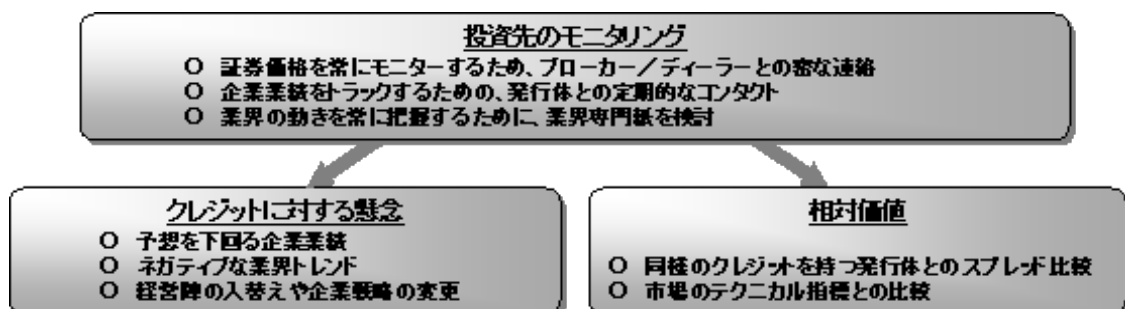 投資先のモニタリング
○ 証券価格を常にモニターするため、ブローカー／ディーラーとの密な連絡
○ 企業業績をトラックするための、発行体との定期的なコンタクト
○ 業界の動きを常に把握するために、業界専門紙を検討
クレジットに対する懸念
○ 予想を下回る企業業績
○ ネガティブな業界トレンド
○ 経営陣の入替えや企業戦略の変更
相対価値
○ 同様のクレジットを持つ発行体とのスプレッド比較
○ 市場のテクニカル指標との比較